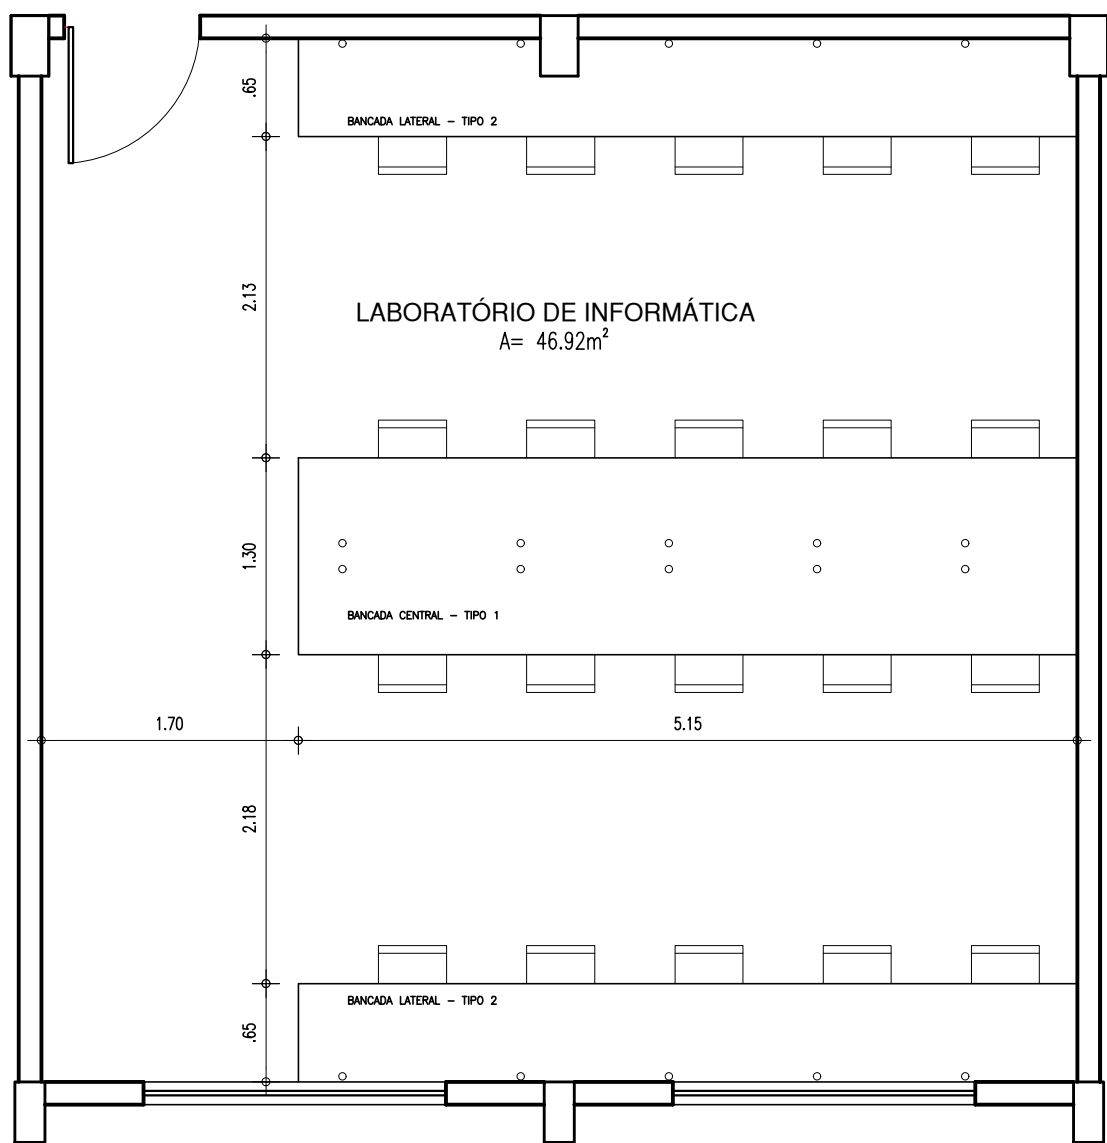 .65
BANCADA LATERAL – TIPO 2
2.13
LABORATÓRIO DE INFORMÁTICA
A= 46.92m²
1.30
BANCADA CENTRAL – TIPO 1
1.70
5.15
2.18
BANCADA LATERAL – TIPO 2
.65